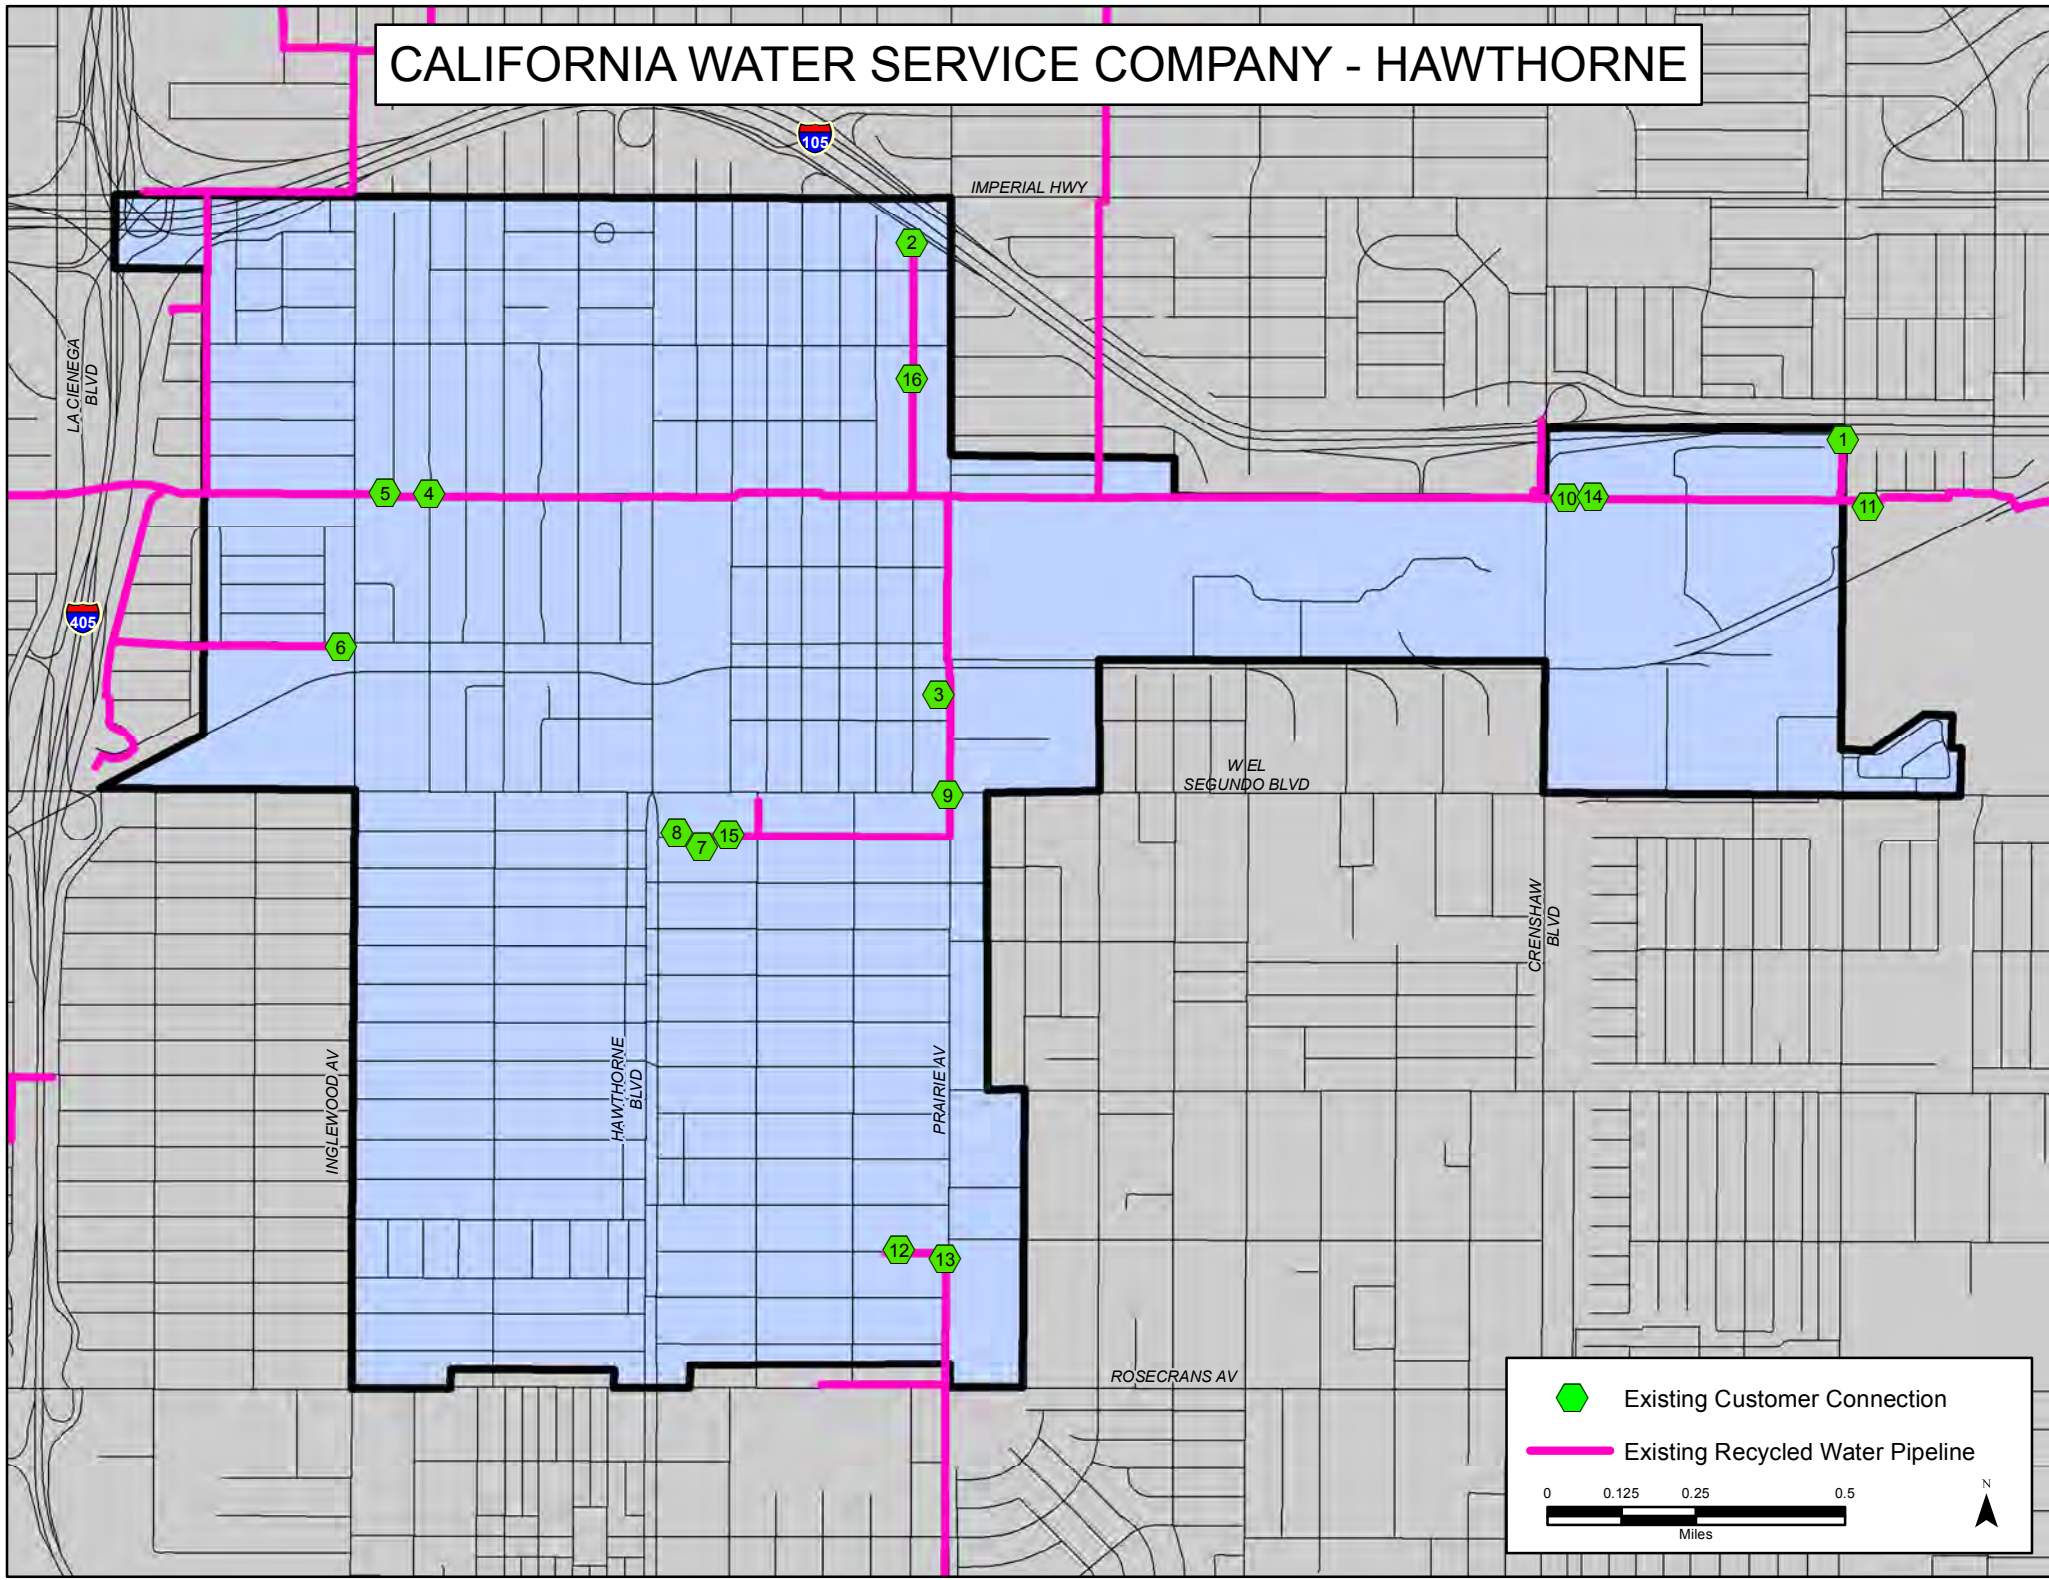 CALIFORNIA WATER SERVICE COMPANY - HAWTHORNE
105
IMPERIAL HWY
2
LA CIENEGA
BLVD
16
1
5
4
10
14
11
405
6
3
W EL
SEGUNDO BLVD
9
8
7
15
CRENSHAW
BLVD
INGLEWOOD AV
HAWTHORNE
BLVD
PRAIRIE AV
12
13
ROSECRANS AV
Existing Customer Connection
Existing Recycled Water Pipeline
0 0.125 0.25 0.5
Miles
N